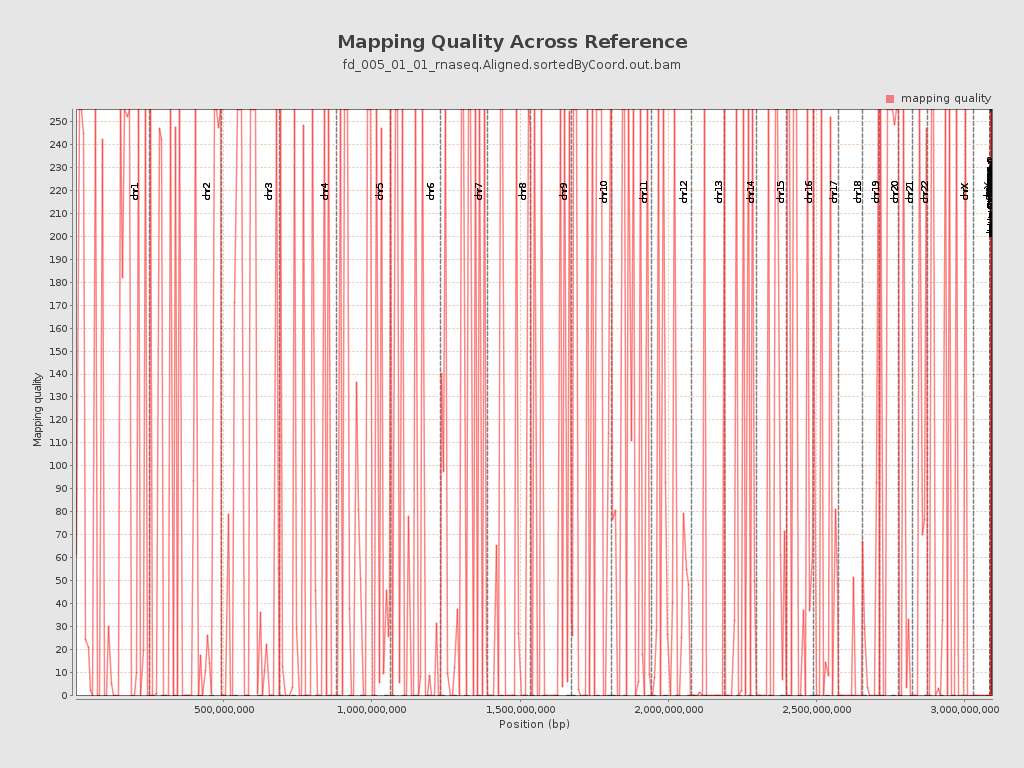 Mapping Quality Across Reference
fd_005_01_01_rnaseq.Aligned.sortedByCoord.out.bam
mapping quality
250
240
230
220
210
200
190
180
170
160
150
140
130
120
110
100
90
80
70
60
50
40
30
20
10
0
Mapping quality
chr1
chr2
chr3
chr4
chr5
chr6
chr7
chr8
chr9
chr10
chr11
chr12
chr13
chr14
chr15
chr16
chr17
chr18
chr19
chr20
chr21
chr22
chrX
500,000,000
1,000,000,000
1,500,000,000
2,000,000,000
2,500,000,000
3,000,000,000
Position (bp)